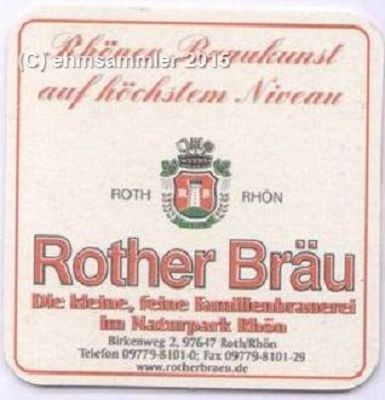 Rhöner Braukunst
(C) ehmsammler 2015
auf höchstem Niveau
ROTH RHÖN
Rother Bräu
Die kleine, feine Familienbrauerei
im Naturpark Rhön
Birkenweg 2, 97647 Roth/Rhön
Telefon 09779-8101-0; Fax 09779-8101-29
www.rotherbraeu.de